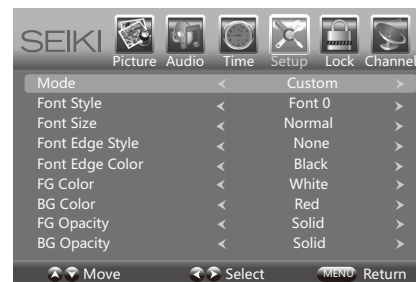 SEIKI
Picture Audio Time Setup Lock Channel
Mode Custom
Font Style Font 0
Font Size Normal
Font Edge Style None
Font Edge Color Black
FG Color White
BG Color Red
FG Opacity Solid
BG Opacity Solid
Move Select MENU Return